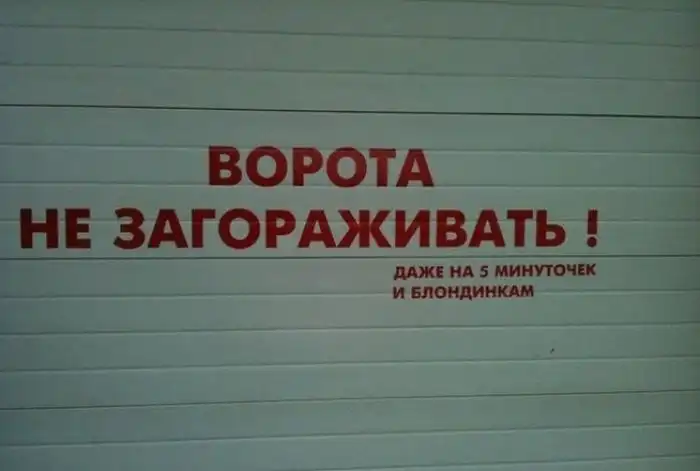 ВОРОТА
НЕ ЗАГОРАЖИВАТЬ !
ДАЖЕ НА 5 МИНУТОЧЕК
И БЛОНДИНКАМ